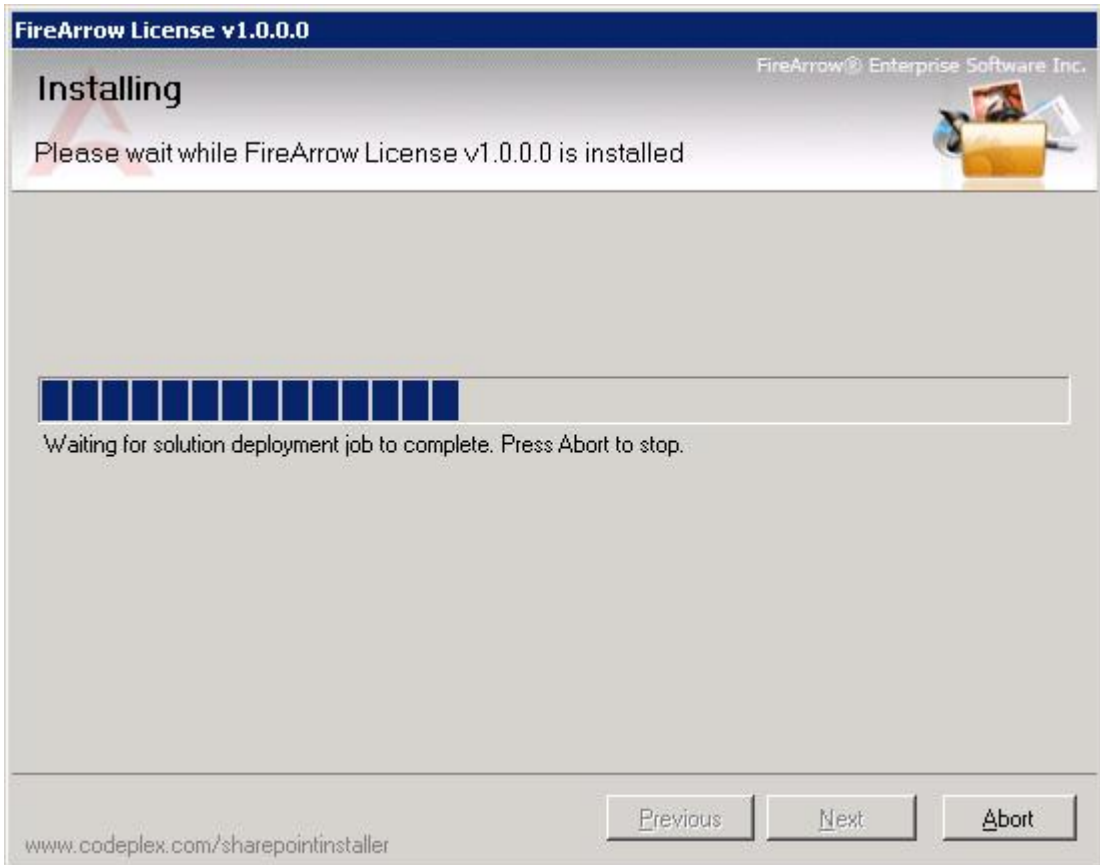 FireArrow License v1.0.0.0
FireArrow® Enterprise Software Inc.
Installing
Please wait while FireArrow License v1.0.0.0 is installed
Waiting for solution deployment job to complete. Press Abort to stop.
Previous
Next
Abort
www.codeplex.com/sharepointinstaller